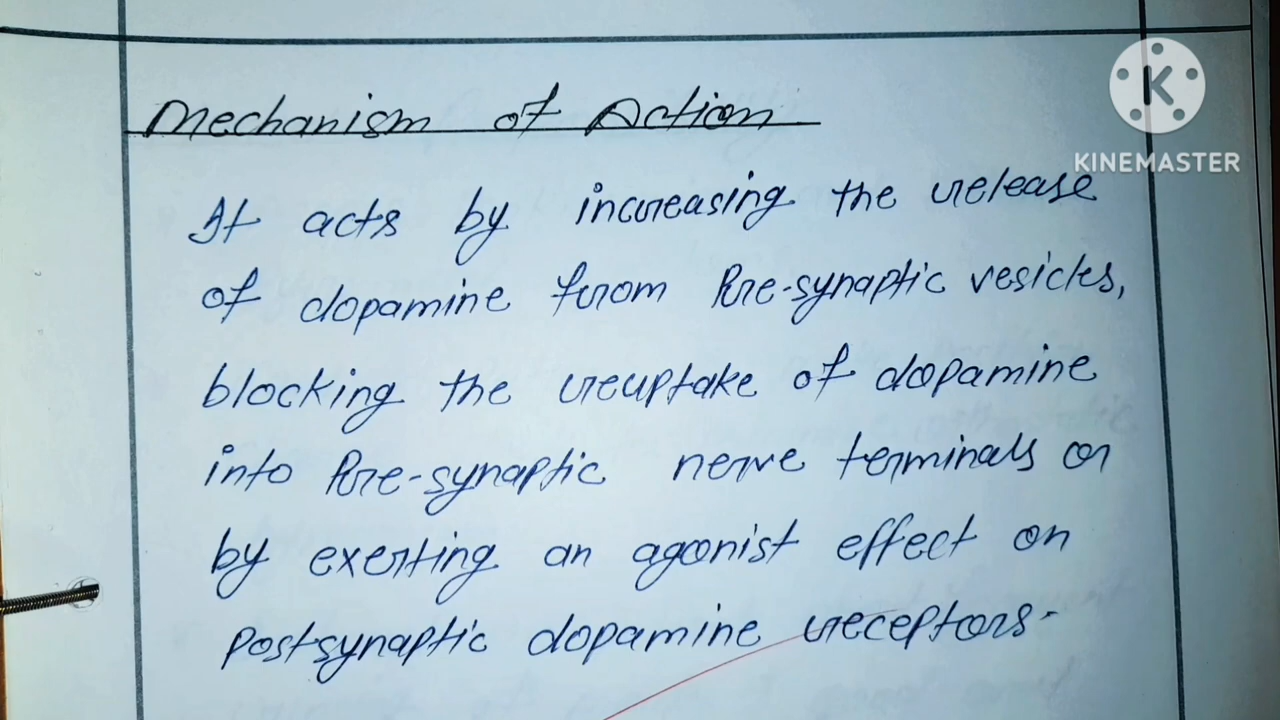 Mechanism of Action
KINEMASTER
It acts by increasing the release
of dopamine from Pre-synaptic vesicles,
blocking the reuptake of dopamine
into Pre-synaptic nerve terminals or
by exerting an agonist effect on
Postsynaptic dopamine receptors.